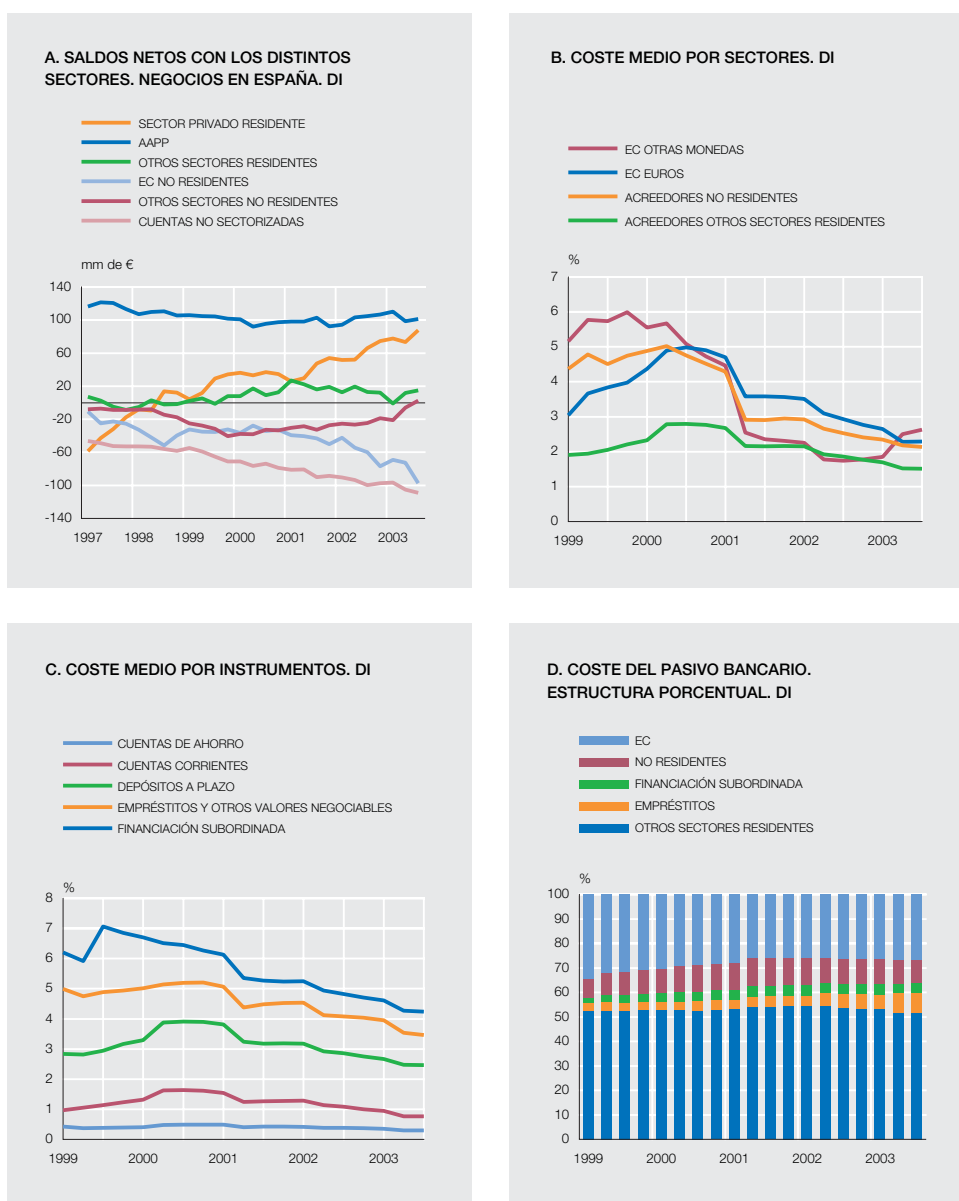 A. SALDOS NETOS CON LOS DISTINTOS
SECTORES. NEGOCIOS EN ESPAÑA. DI
SECTOR PRIVADO RESIDENTE
AAPP
OTROS SECTORES RESIDENTES
EC NO RESIDENTES
OTROS SECTORES NO RESIDENTES
CUENTAS NO SECTORIZADAS
mm de €
140
100
60
20
-20
-60
-100
-140
1997 1998 1999 2000 2001 2002 2003
B. COSTE MEDIO POR SECTORES. DI
EC OTRAS MONEDAS
EC EUROS
ACREEDORES NO RESIDENTES
ACREEDORES OTROS SECTORES RESIDENTES
%
7
6
5
4
3
2
1
0
1999 2000 2001 2002 2003
C. COSTE MEDIO POR INSTRUMENTOS. DI
CUENTAS DE AHORRO
CUENTAS CORRIENTES
DEPÓSITOS A PLAZO
EMPRÉSTITOS Y OTROS VALORES NEGOCIABLES
FINANCIACIÓN SUBORDINADA
%
8
7
6
5
4
3
2
1
0
1999 2000 2001 2002 2003
D. COSTE DEL PASIVO BANCARIO.
ESTRUCTURA PORCENTUAL. DI
EC
NO RESIDENTES
FINANCIACIÓN SUBORDINADA
EMPRÉSTITOS
OTROS SECTORES RESIDENTES
%
100
90
80
70
60
50
40
30
20
10
0
1999 2000 2001 2002 2003